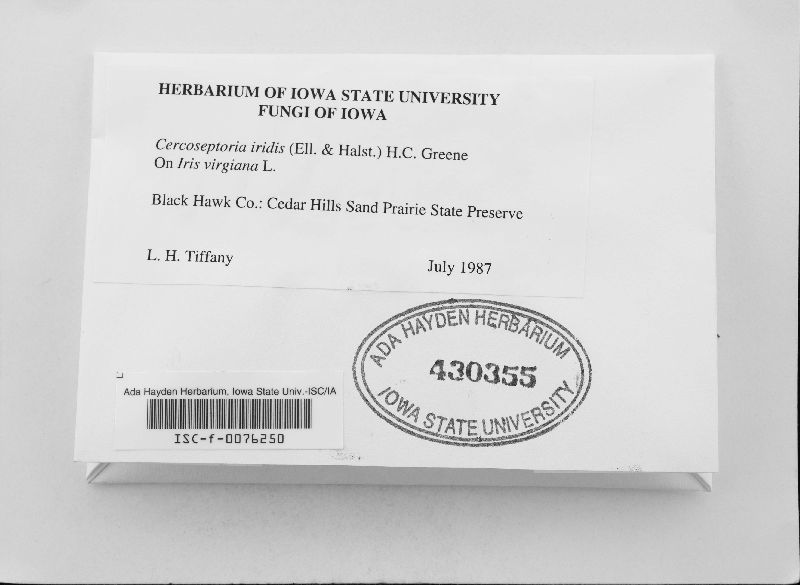 HERBARIUM OF IOWA STATE UNIVERSITY
FUNGI OF IOWA
Cercoseptoria iridis (Ell. & Halst.) H.C. Greene
On Iris virgiana L.
Black Hawk Co.: Cedar Hills Sand Prairie State Preserve
L. H. Tiffany July 1987
ADA HAYDEN HERBARIUM
430355
IOWA STATE UNIVERSITY
Ada Hayden Herbarium, Iowa State Univ.-ISC/IA
ISC-f-0076250